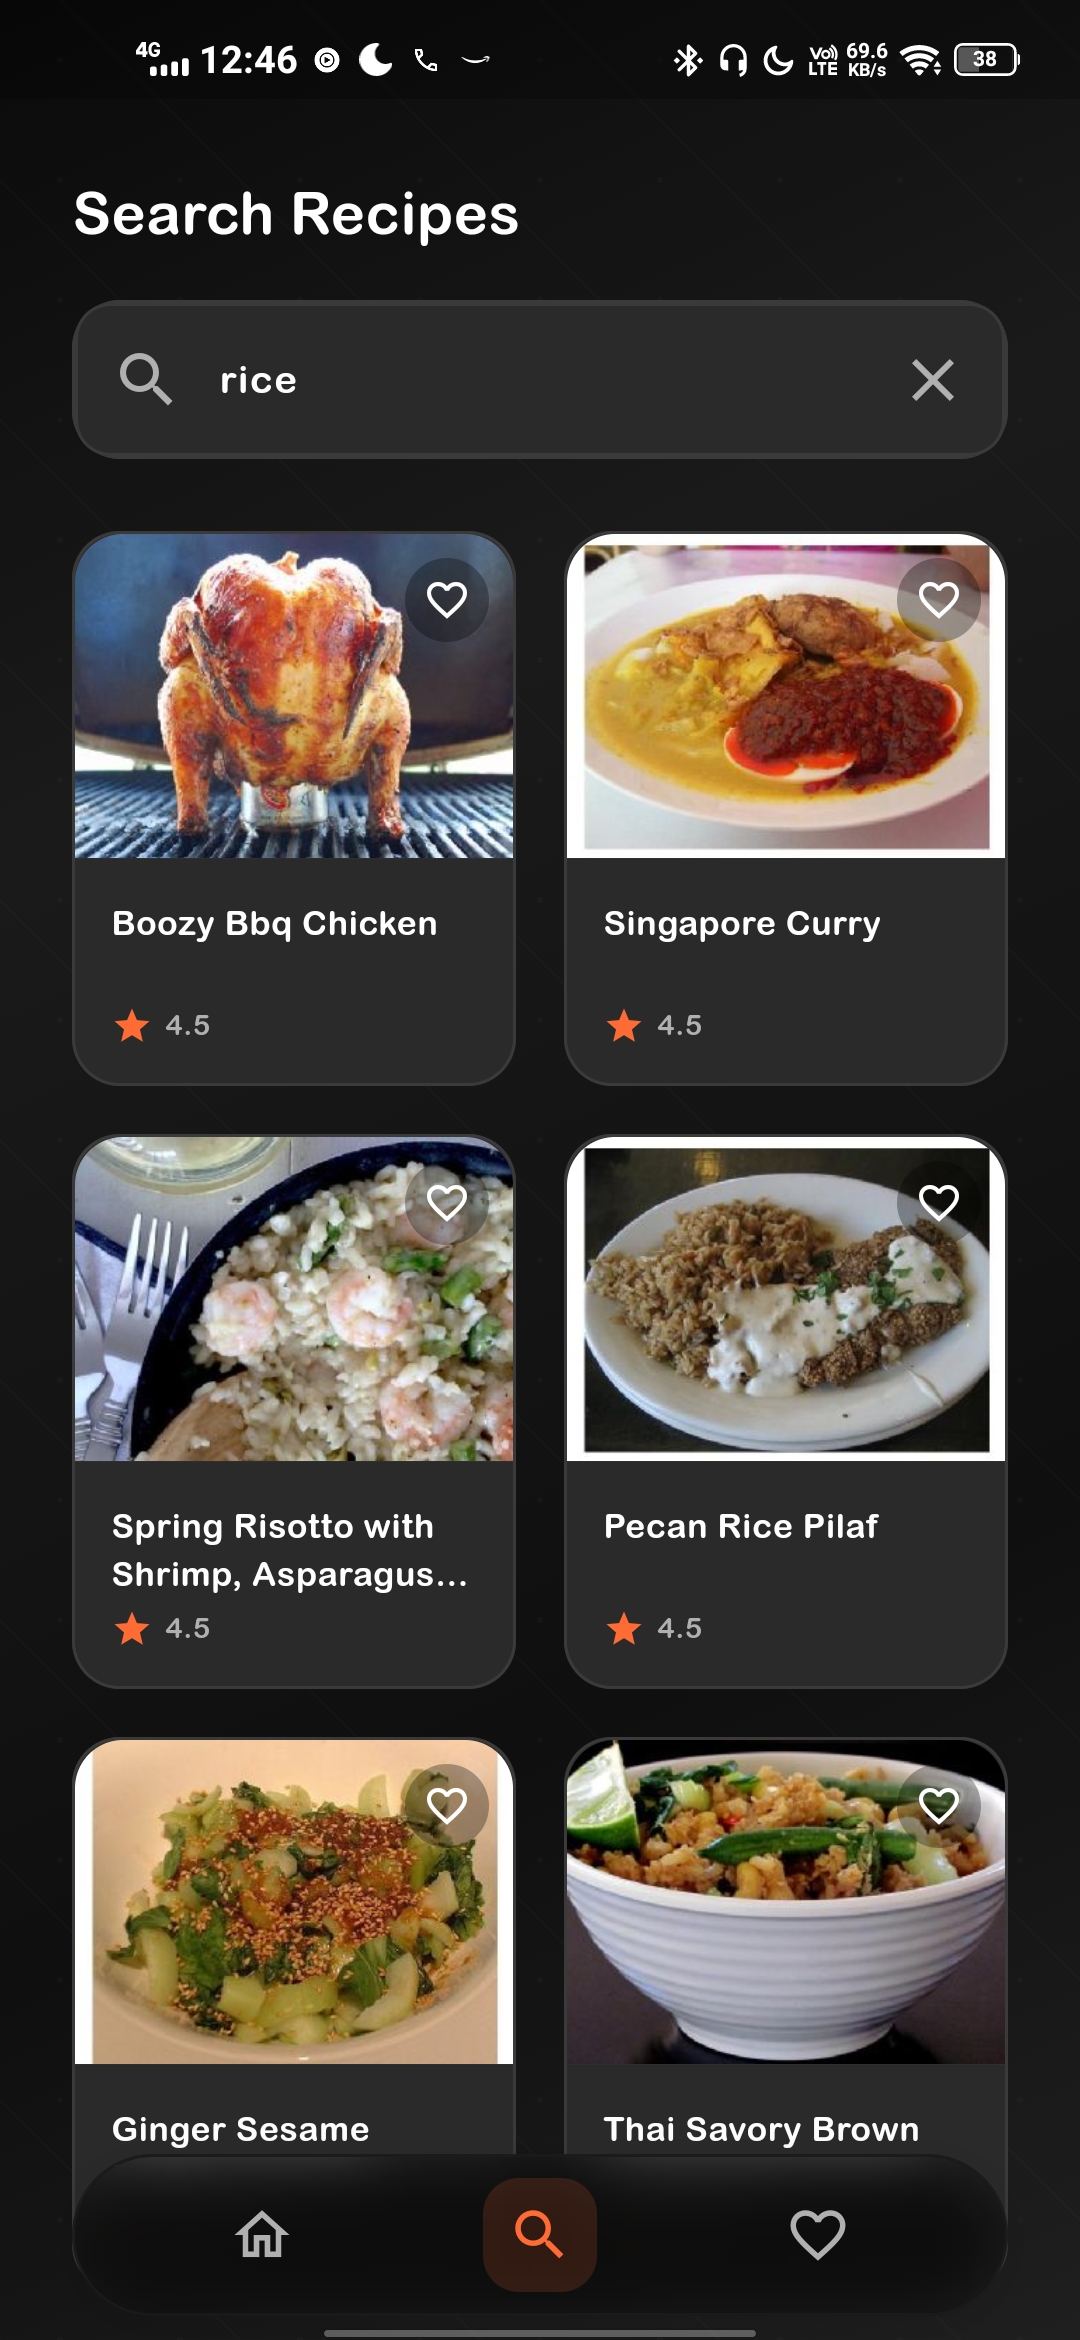 4G 12:46 Vo)) LTE 69.6 KB/s 38
Search Recipes
rice
Boozy Bbq Chicken
4.5
Singapore Curry
4.5
Spring Risotto with
Shrimp, Asparagus...
4.5
Pecan Rice Pilaf
4.5
Ginger Sesame
Thai Savory Brown